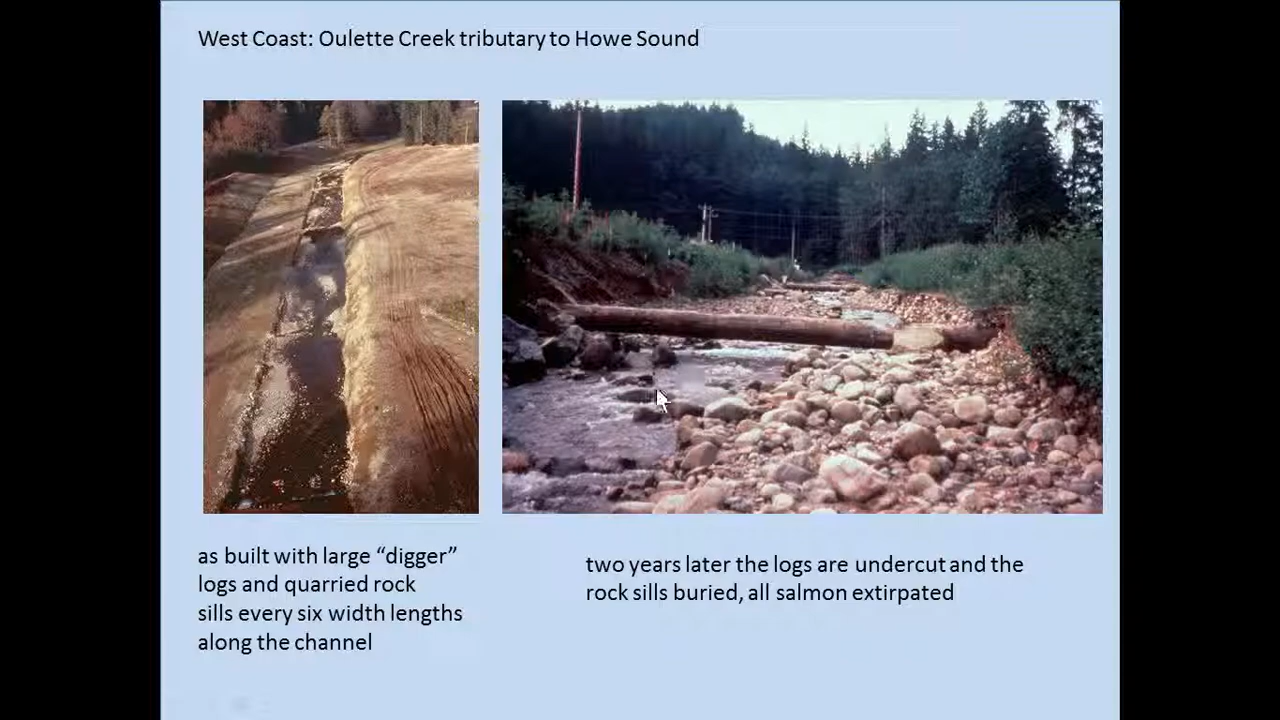 West Coast: Oulette Creek tributary to Howe Sound
as built with large “digger”
logs and quarried rock
sills every six width lengths
along the channel
two years later the logs are undercut and the
rock sills buried, all salmon extirpated